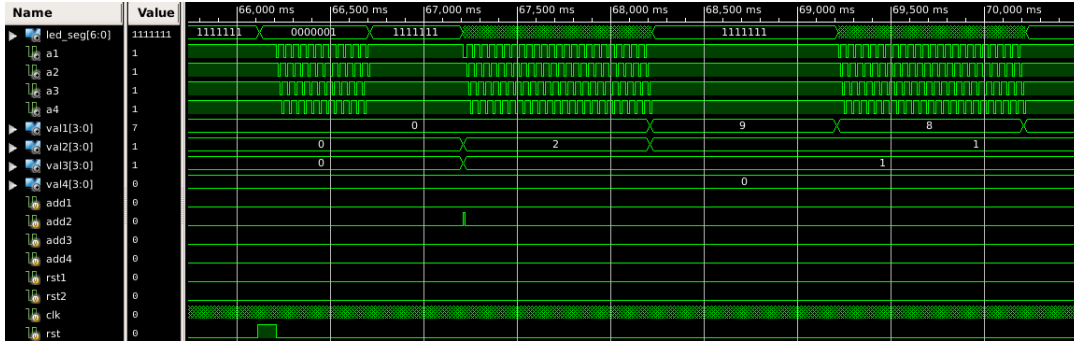 Name Value 66,000 ms 66,500 ms 67,000 ms 67,500 ms 68,000 ms 68,500 ms 69,000 ms 69,500 ms 70,000 ms
led_seg[6:0] 1111111 1111111 0000001 1111111 1111111
a1 1
a2 1
a3 1
a4 1
val1[3:0] 7 0 9 8
val2[3:0] 1 0 2 1
val3[3:0] 1 0 1
val4[3:0] 0 0
add1 0
add2 0
add3 0
add4 0
rst1 0
rst2 0
clk 0
rst 0